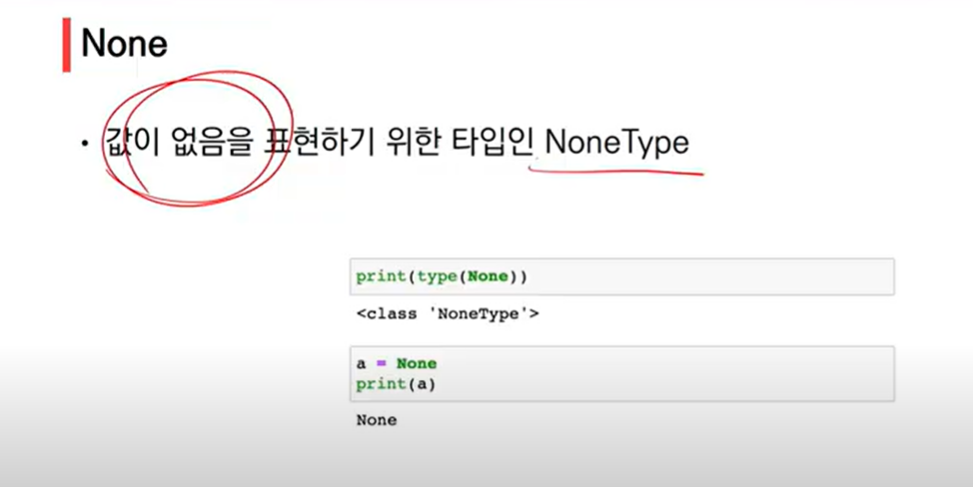 None
• 값이 없음을 표현하기 위한 타입인 NoneType
print(type(None))
<class 'NoneType'>
a = None
print(a)
None